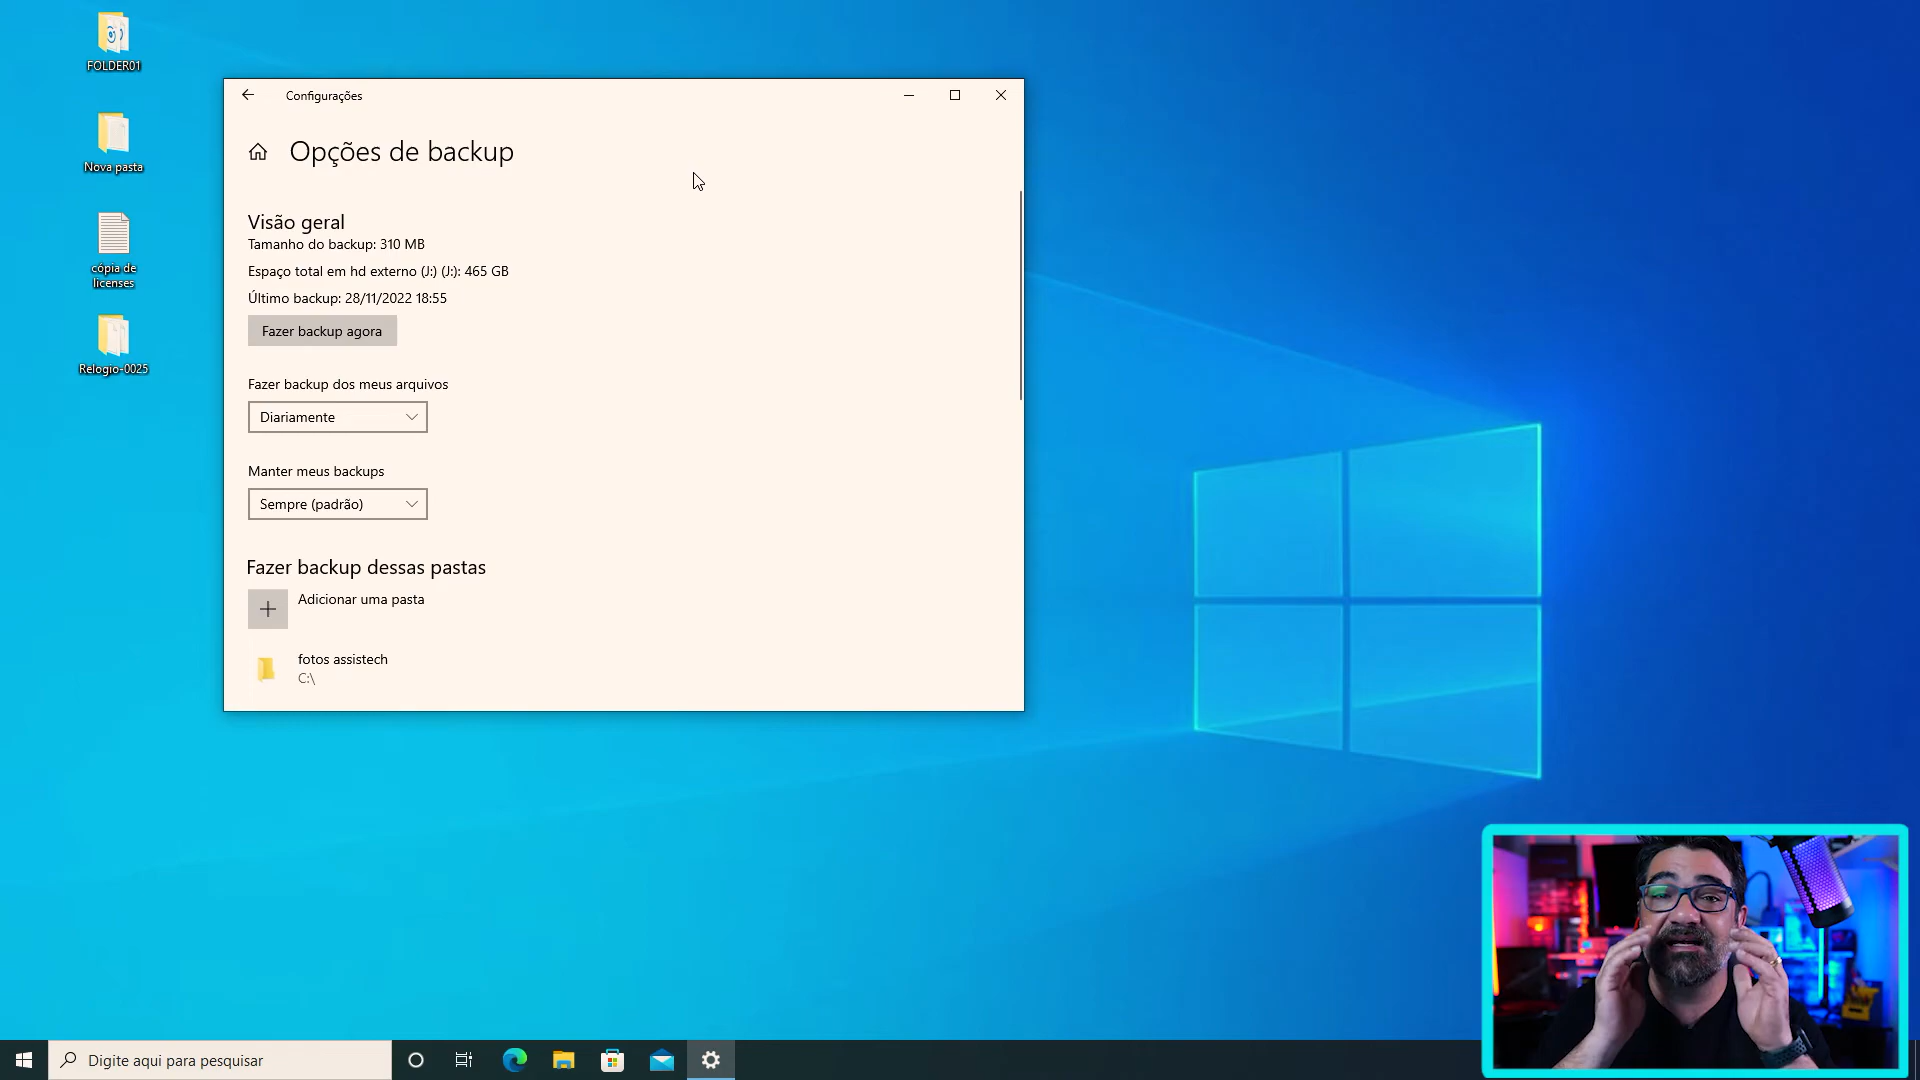 FOLDER01
Nova pasta
cópia de
licenses
Relogio-0025
Configurações
Opções de backup
Visão geral
Tamanho do backup: 310 MB
Espaço total em hd externo (J:) (J:): 465 GB
Último backup: 28/11/2022 18:55
Fazer backup agora
Fazer backup dos meus arquivos
Diariamente
Manter meus backups
Sempre (padrão)
Fazer backup dessas pastas
Adicionar uma pasta
fotos assistech
C:\
Digite aqui para pesquisar